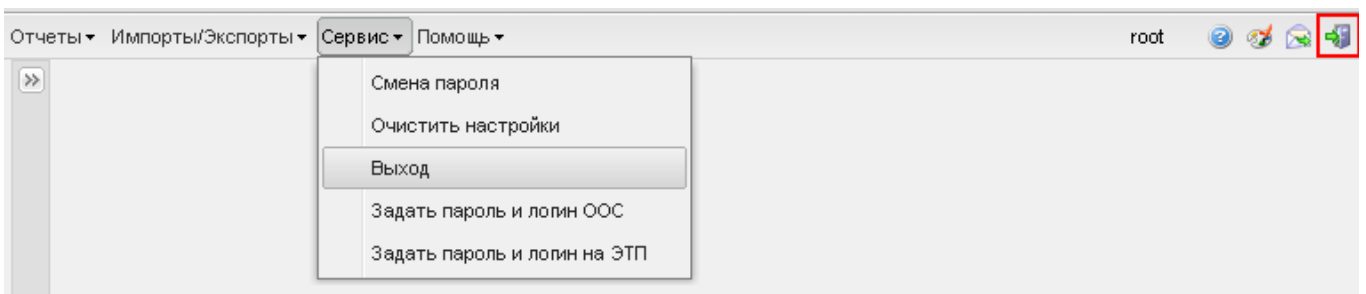 Отчеты Импорты/Экспорты Сервис Помощь root
Смена пароля
Очистить настройки
Выход
Задать пароль и логин ООС
Задать пароль и логин на ЭТП